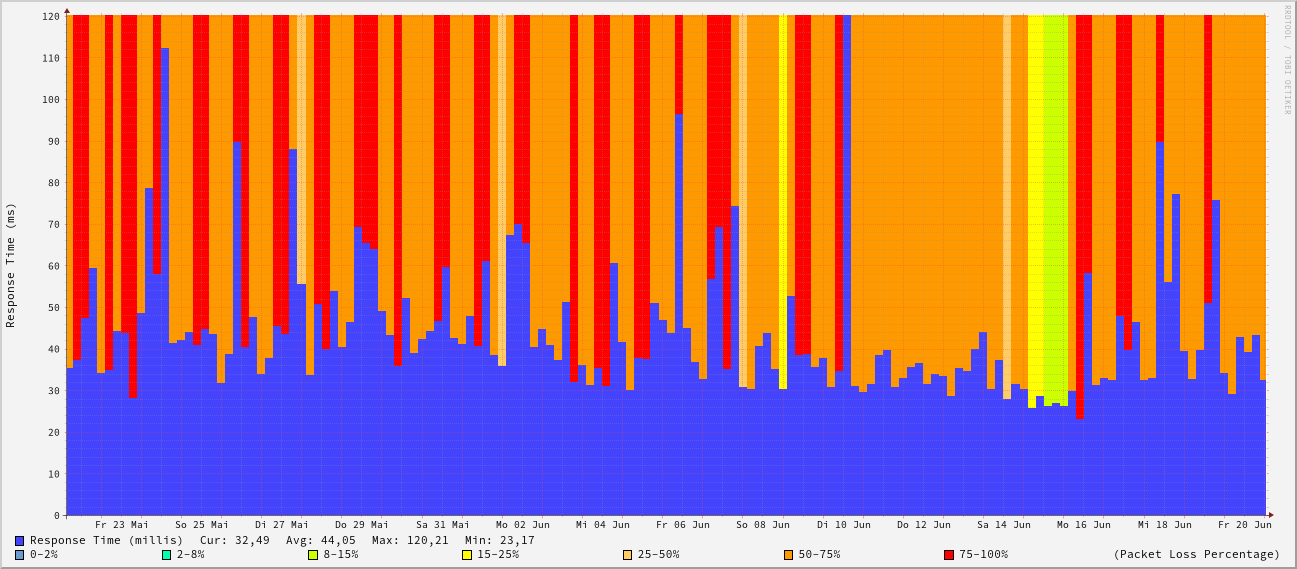 RRDTOOL / TOBI OETIKER
Response Time (ms)
120
110
100
90
80
70
60
50
40
30
20
10
0
Fr 23 Mai So 25 Mai Di 27 Mai Do 29 Mai Sa 31 Mai Mo 02 Jun Mi 04 Jun Fr 06 Jun So 08 Jun Di 10 Jun Do 12 Jun Sa 14 Jun Mo 16 Jun Mi 18 Jun Fr 20 Jun
Response Time (millis) Cur: 32,49 Avg: 44,05 Max: 120,21 Min: 23,17
0-2% 2-8% 8-15% 15-25% 25-50% 50-75% 75-100% (Packet Loss Percentage)